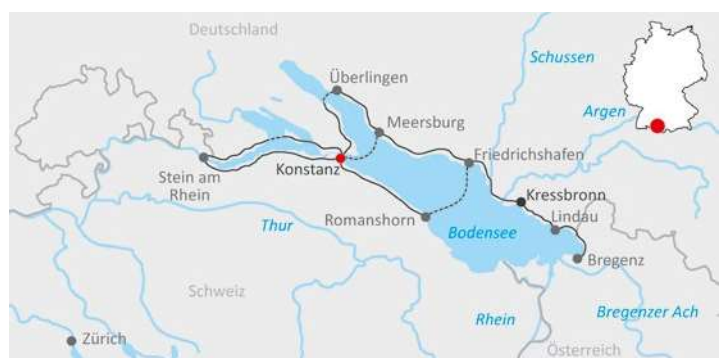 Deutschland
Schussen
Überlingen
Argen
Meersburg
Friedrichshafen
Konstanz
Stein am
Rhein
Kressbronn
Romanshorn
Lindau
Thur
Bodensee
Bregenz
Schweiz
Rhein
Bregenzer Ach
Zürich
Österreich